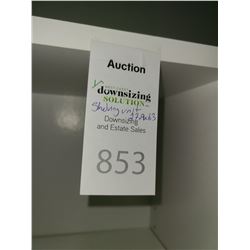 Auction
downsizing
SOLUTION
Shelving unit
Downsizing
and Estate Sales
853